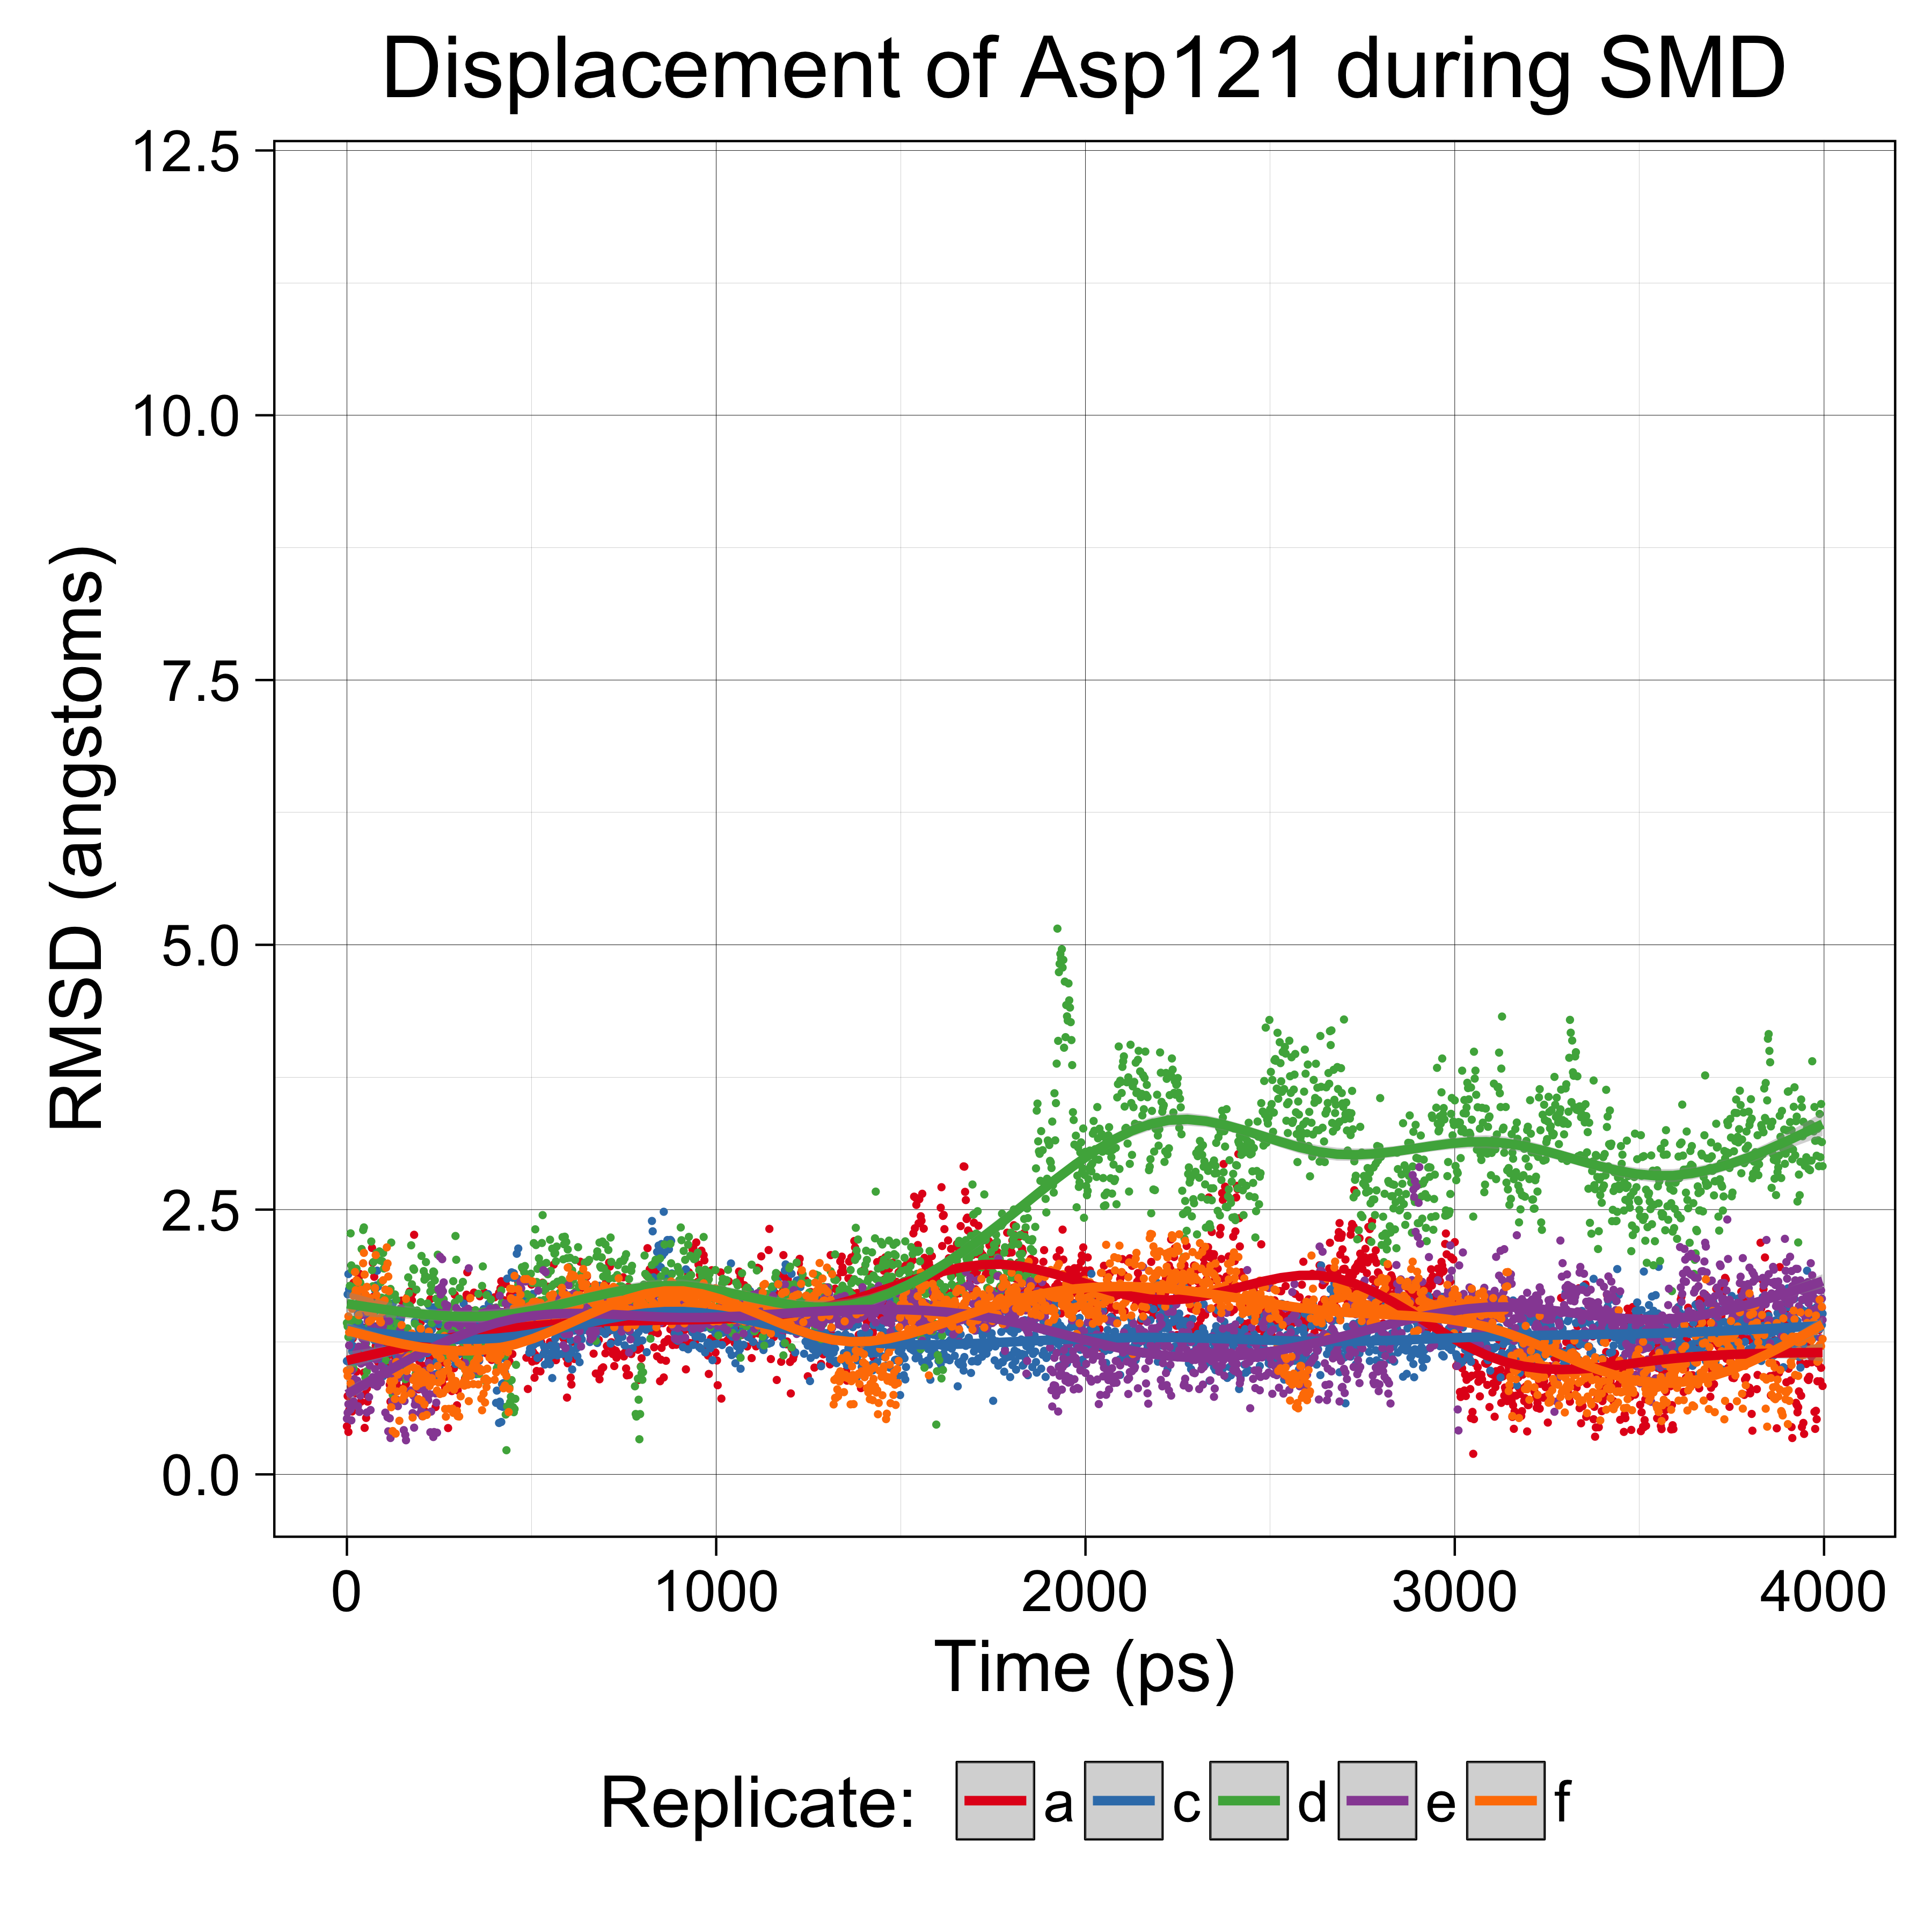 Displacement of Asp121 during SMD
12.5
10.0
7.5
5.0
2.5
0.0
RMSD (angstoms)
0 1000 2000 3000 4000
Time (ps)
Replicate: a c d e f